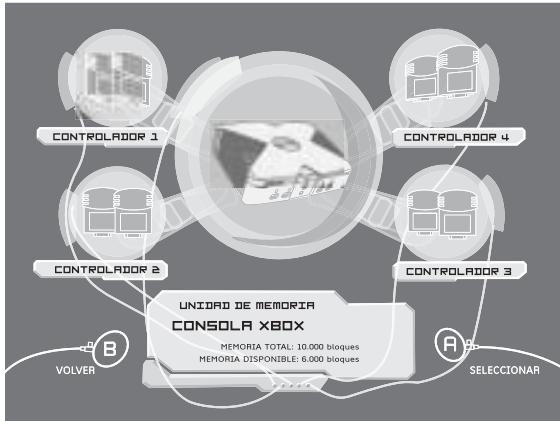 CONTROLADOR 1
CONTROLADOR 4
CONTROLADOR 2
CONTROLADOR 3
UNIDAD DE MEMORIA
CONSOLA XBOX
MEMORIA TOTAL: 10.000 bloques
MEMORIA DISPONIBLE: 6.000 bloques
B
VOLVER
A
SELECCIONAR